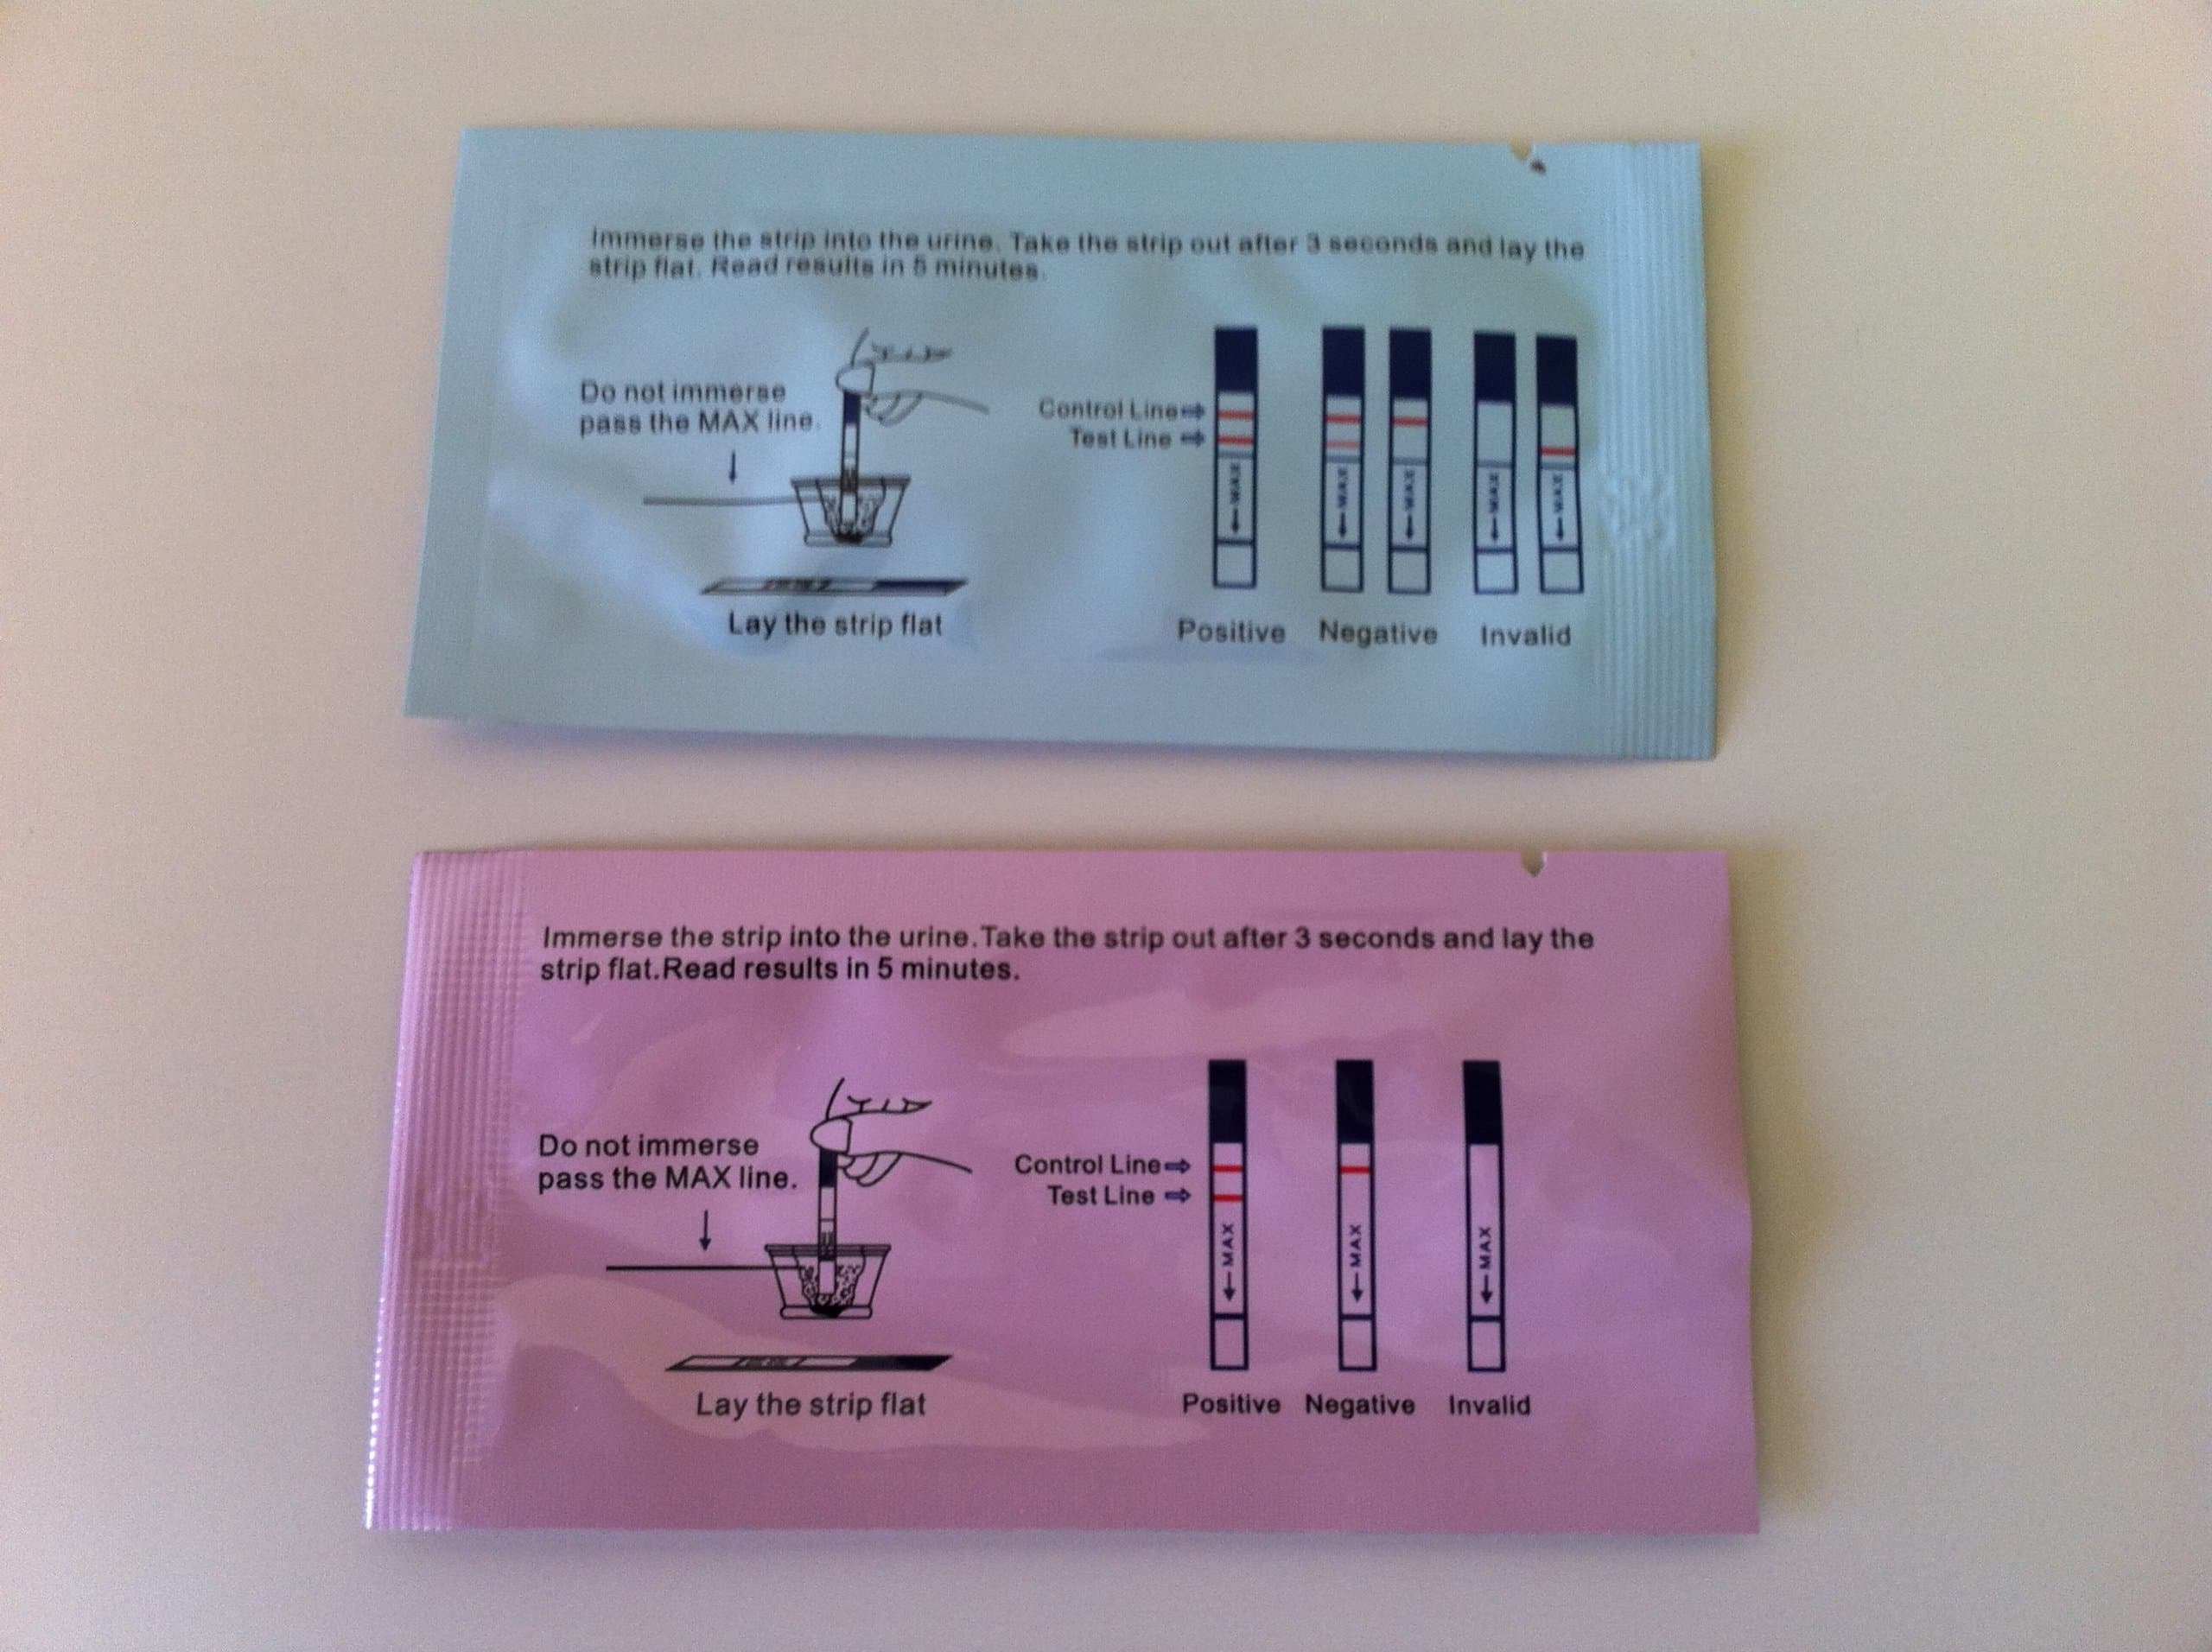 Immerse the strip into the urine. Take the strip out after 3 seconds and lay the
strip flat. Read results in 5 minutes.
Do not immerse
pass the MAX line.
Control Line
Test Line
MAX
MAX
MAX
MAX
MAX
Lay the strip flat
Positive
Negative
Invalid
Immerse the strip into the urine.Take the strip out after 3 seconds and lay the
strip flat.Read results in 5 minutes.
Do not immerse
pass the MAX line.
Control Line
Test Line
MAX
MAX
MAX
Lay the strip flat
Positive
Negative
Invalid